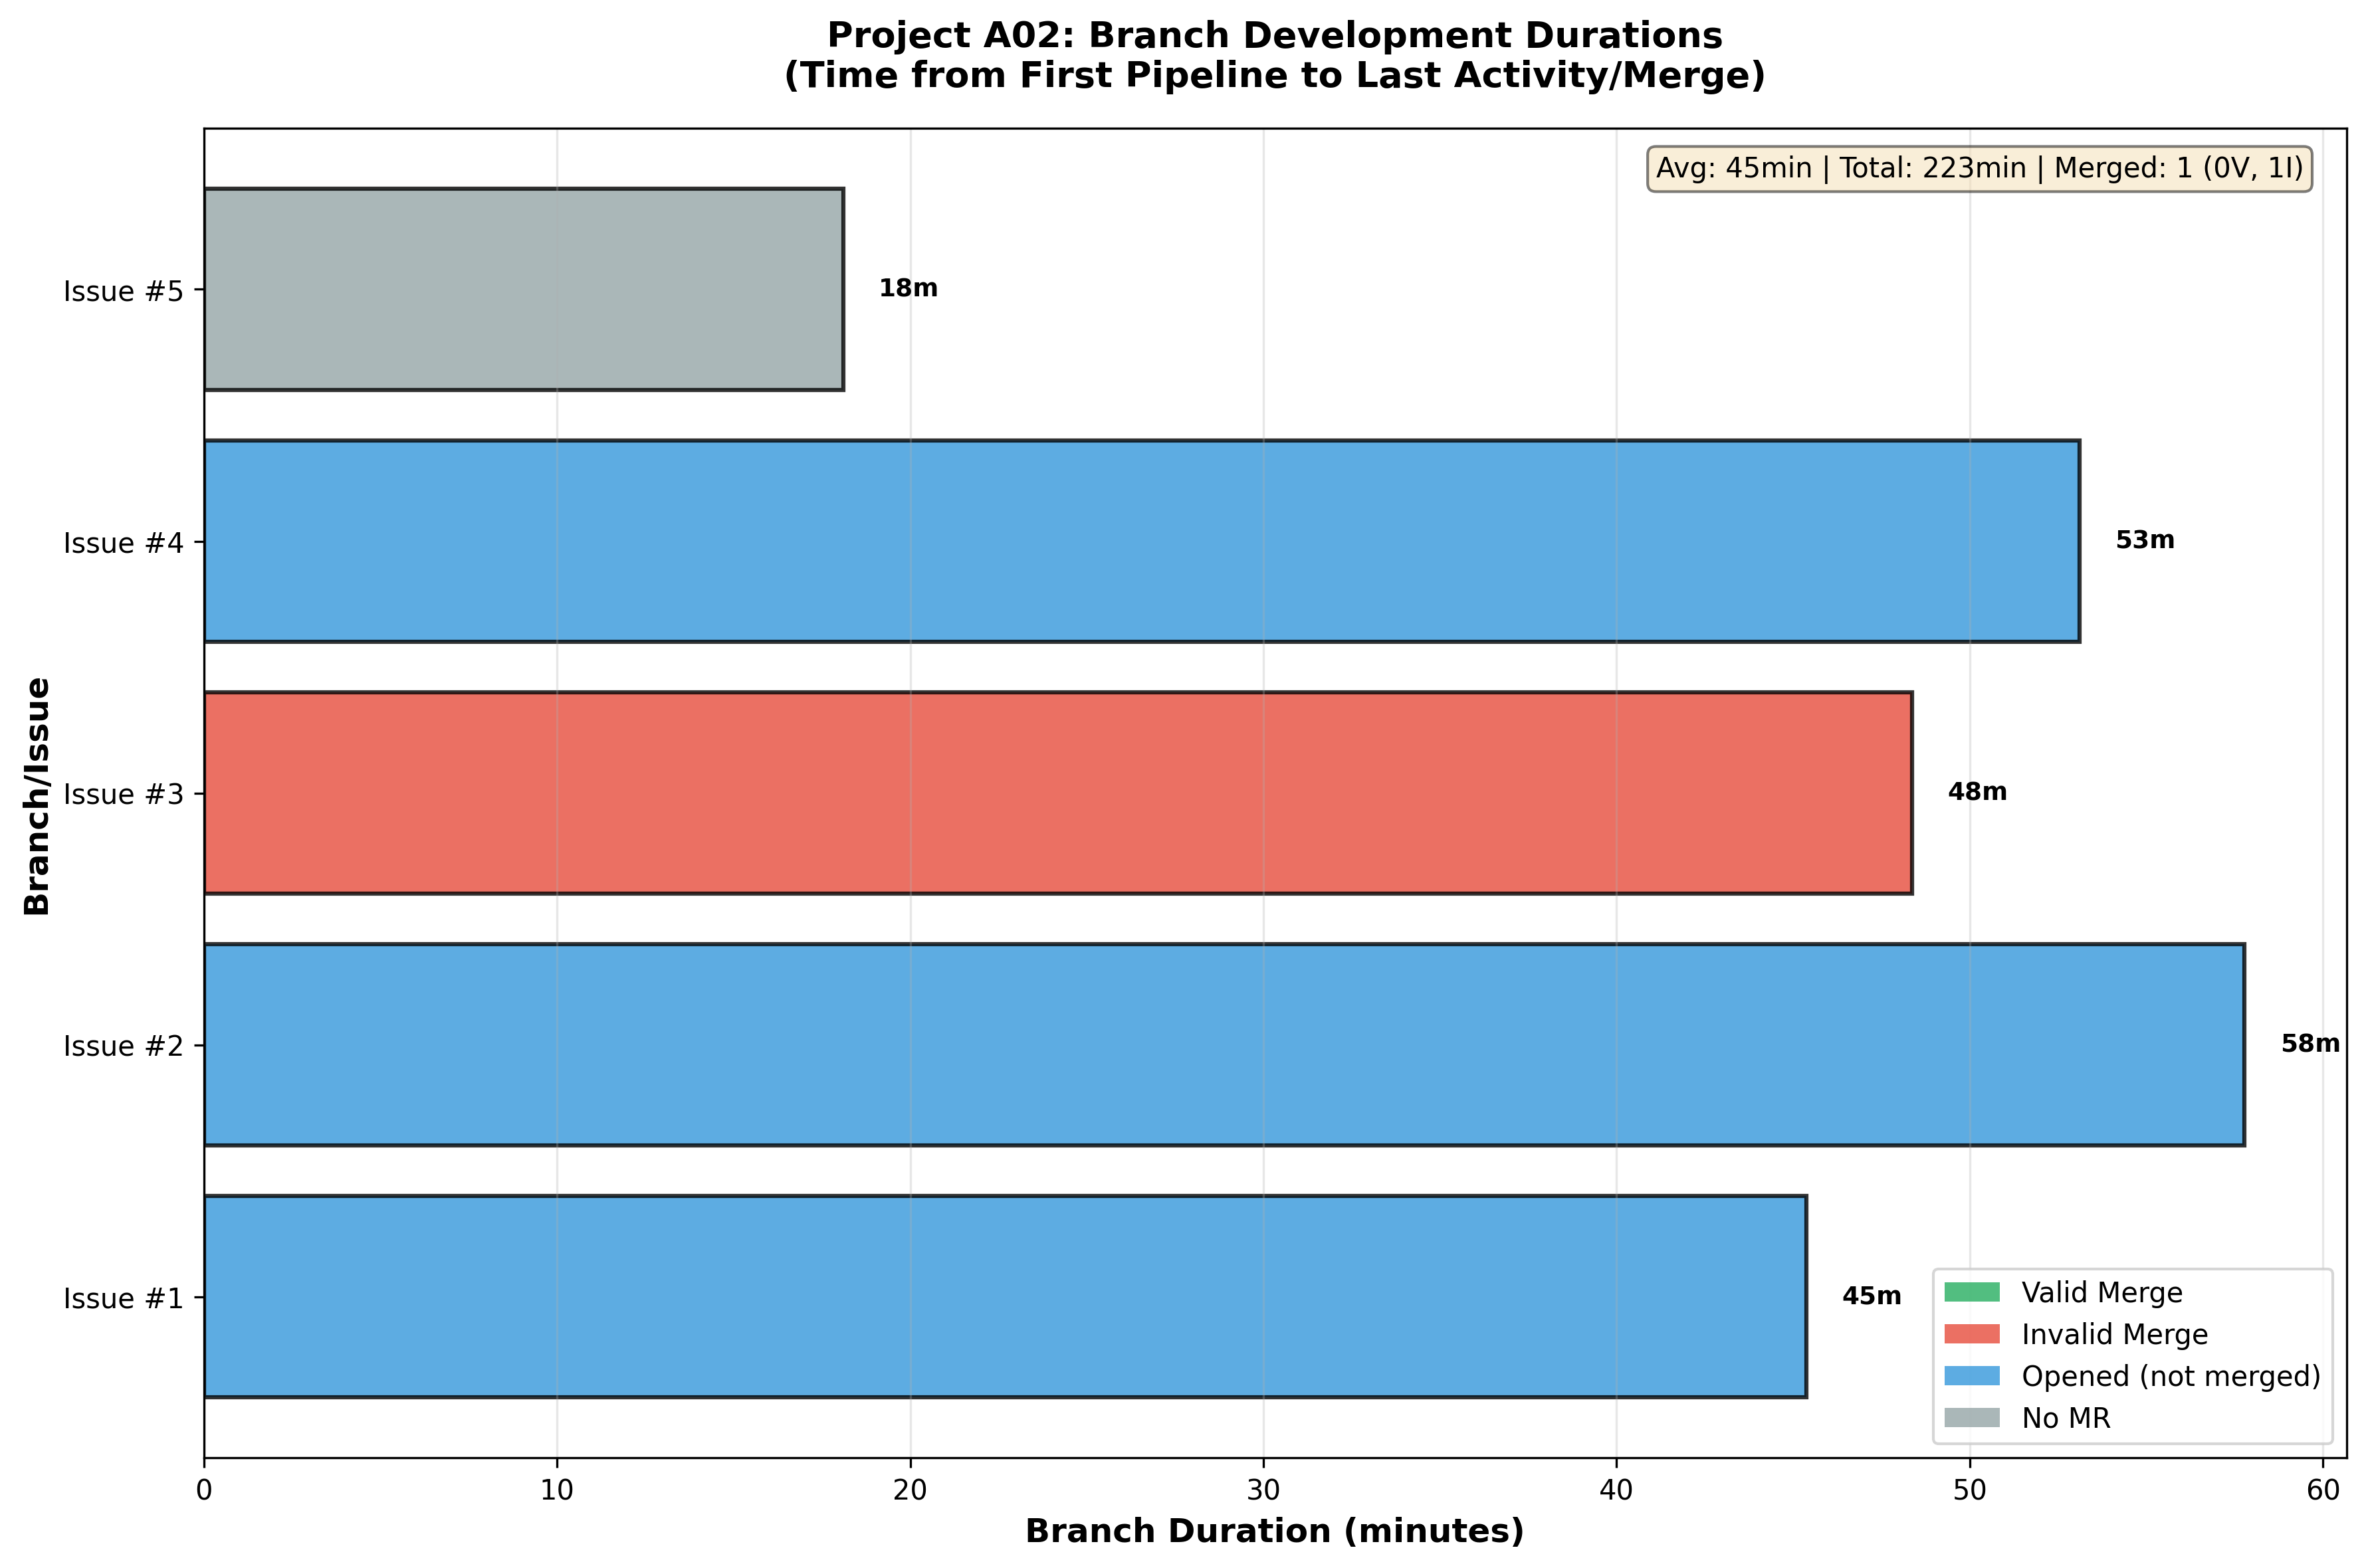 Project A02: Branch Development Durations
(Time from First Pipeline to Last Activity/Merge)
Avg: 45min | Total: 223min | Merged: 1 (0V, 1I)
Branch/Issue
Issue #5
18m
Issue #4
53m
Issue #3
48m
Issue #2
58m
Issue #1
45m
Valid Merge
Invalid Merge
Opened (not merged)
No MR
0 10 20 30 40 50 60
Branch Duration (minutes)